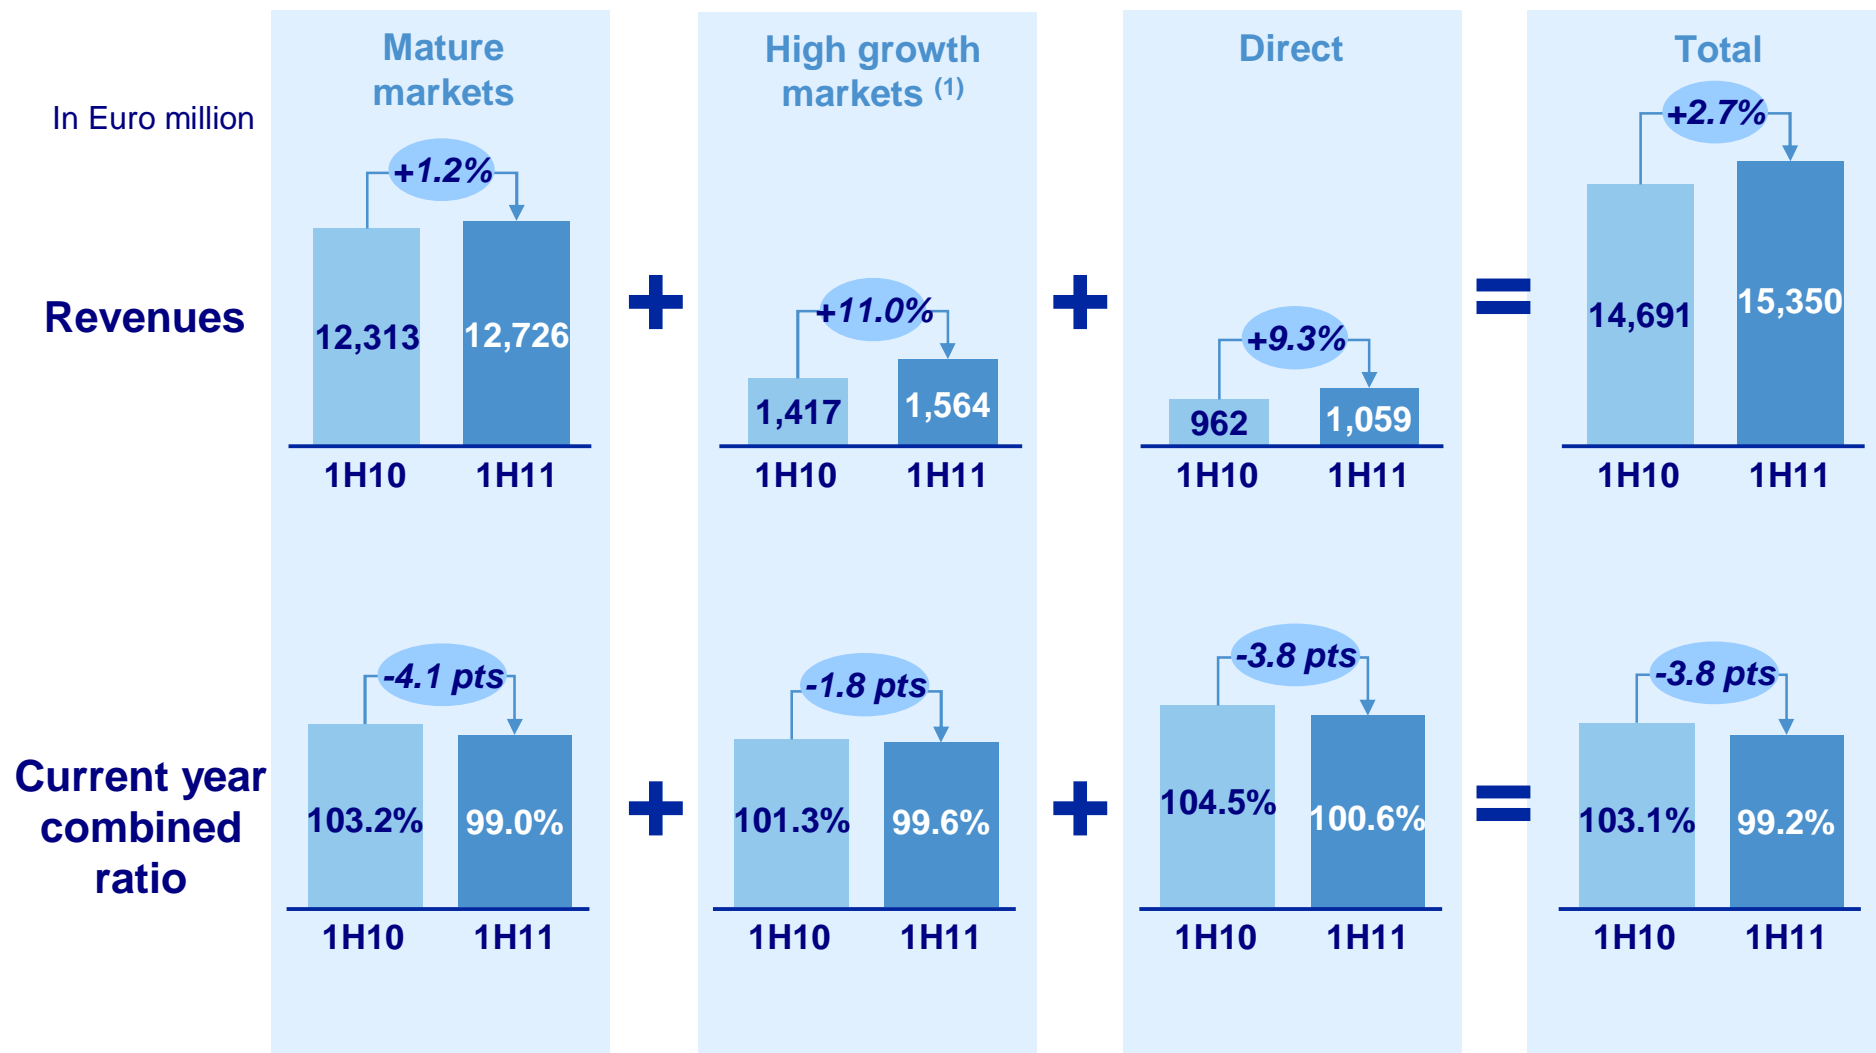 Mature
markets
High growth
markets (1)
Direct
Total
In Euro million
+1.2%
+11.0%
+9.3%
+2.7%
Revenues
12,313
12,726
+
1,417
1,564
+
962
1,059
=
14,691
15,350
1H10 1H11
1H10 1H11
1H10 1H11
1H10 1H11
-4.1 pts
-1.8 pts
-3.8 pts
-3.8 pts
Current year
combined
ratio
103.2%
99.0%
+
101.3%
99.6%
+
104.5%
100.6%
=
103.1%
99.2%
1H10 1H11
1H10 1H11
1H10 1H11
1H10 1H11